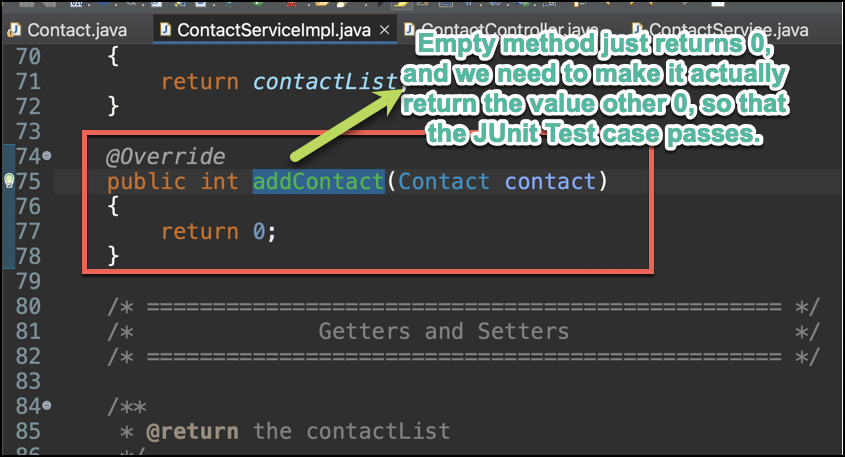 Contact.java ContactServiceImpl.java ContactController.java ContactService.java
Empty method just returns 0,
and we need to make it actually
return the value other 0, so that
the JUnit Test case passes.
70 {
71 return contactList
72 }
73
74 @Override
75 public int addContact(Contact contact)
76 {
77 return 0;
78 }
79
80 /* =================================================== */
81 /* Getters and Setters */
82 /* =================================================== */
83
84 /**
85 * @return the contactList
86 */